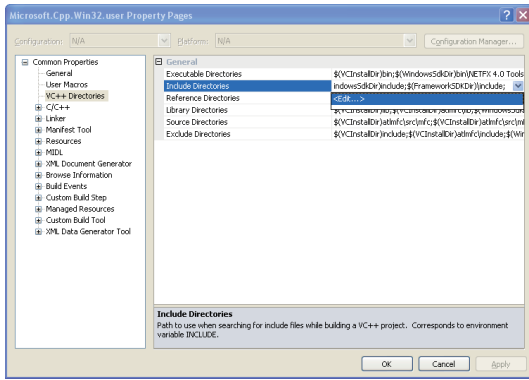 Microsoft.Cpp.Win32.user Property Pages
Configuration: N/A
Platform: N/A
Configuration Manager...
Common Properties
General
User Macros
VC++ Directories
C/C++
Linker
Manifest Tool
Resources
MIDL
XML Document Generator
Browse Information
Build Events
Custom Build Step
Managed Resources
Custom Build Tool
XML Data Generator Tool
General
Executable Directories $(VCInstallDir)bin;$(WindowsSdkDir)bin\NETFX 4.0 Tools
Include Directories indowsSdkDir)include;$(FrameworkSDKDir)\include;
Reference Directories <Edit...>
Library Directories
Source Directories $(VCInstallDir)atlmfc\src\mfc;$(VCInstallDir)atlmfc\src\m
Exclude Directories $(VCInstallDir)include;$(VCInstallDir)atlmfc\include;$(Wir
Include Directories
Path to use when searching for include files while building a VC++ project. Corresponds to environment
variable INCLUDE.
OK
Cancel
Apply